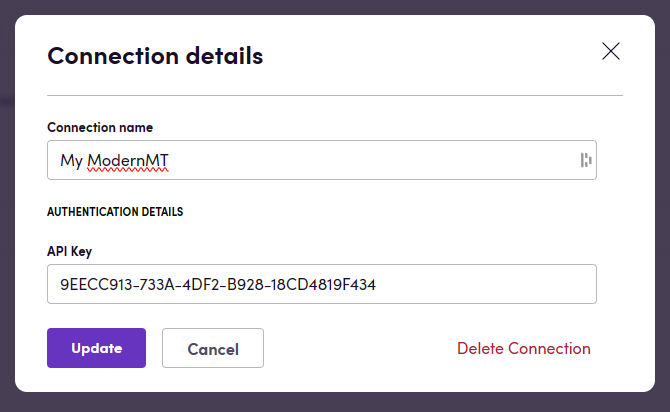 Connection details
Connection name
My ModernMT
AUTHENTICATION DETAILS
API Key
9EECC913-733A-4DF2-B928-18CD4819F434
Update
Cancel
Delete Connection